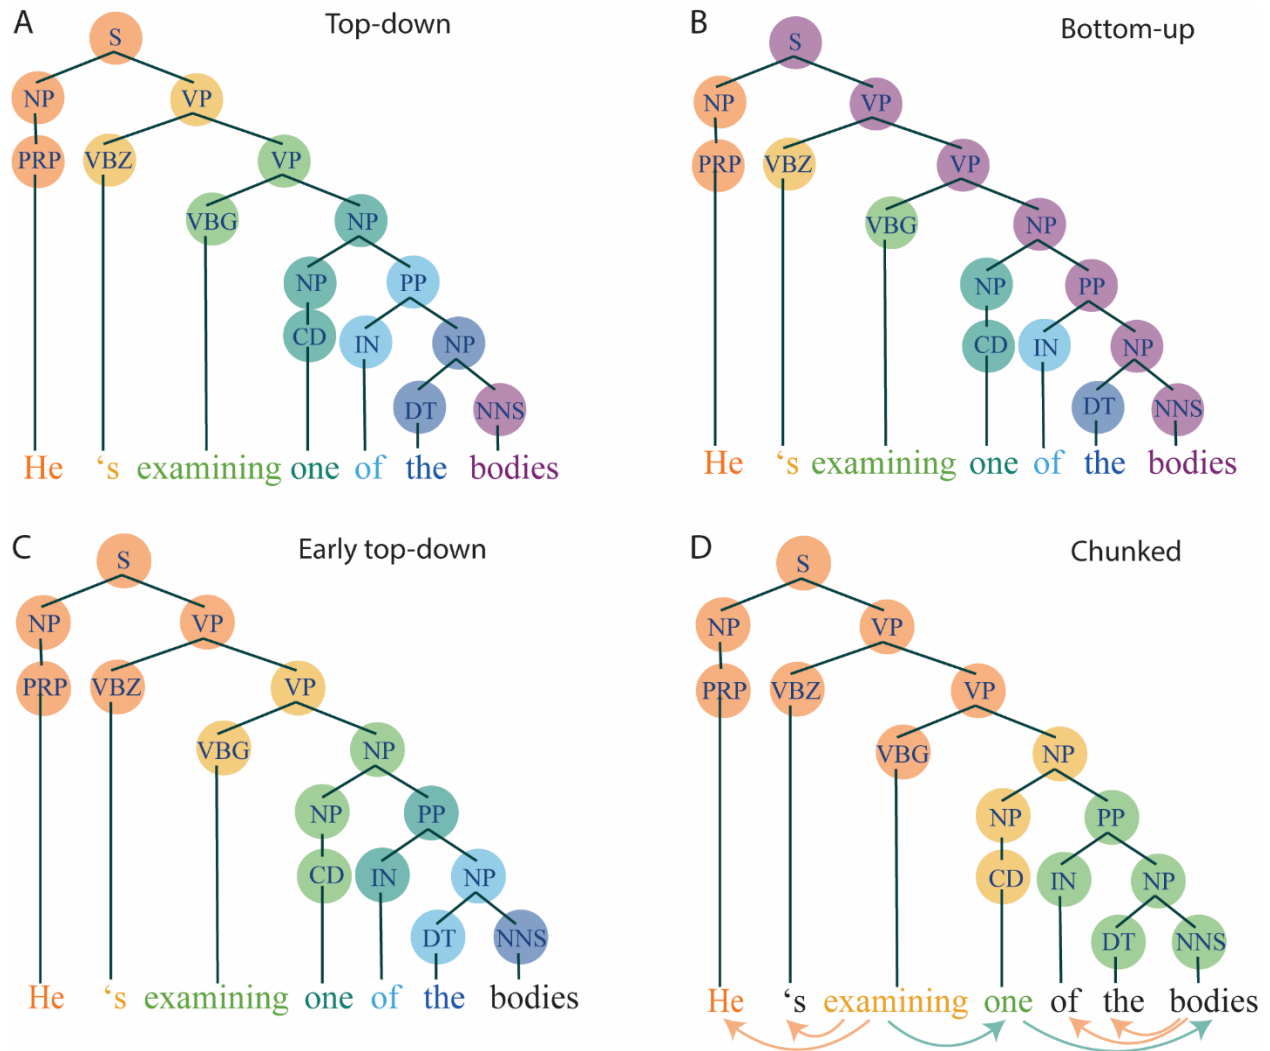 A
Top-down
S
NP VP
PRP VBZ VP
VBG NP
NP PP
CD IN NP
DT NNS
He ‘s examining one of the bodies
B
Bottom-up
S
NP VP
PRP VBZ VP
VBG NP
NP PP
CD IN NP
DT NNS
He ‘s examining one of the bodies
C
Early top-down
S
NP VP
PRP VBZ VP
VBG NP
NP PP
CD IN NP
DT NNS
He ‘s examining one of the bodies
D
Chunked
S
NP VP
PRP VBZ VP
VBG NP
NP PP
CD IN NP
DT NNS
He ‘s examining one of the bodies